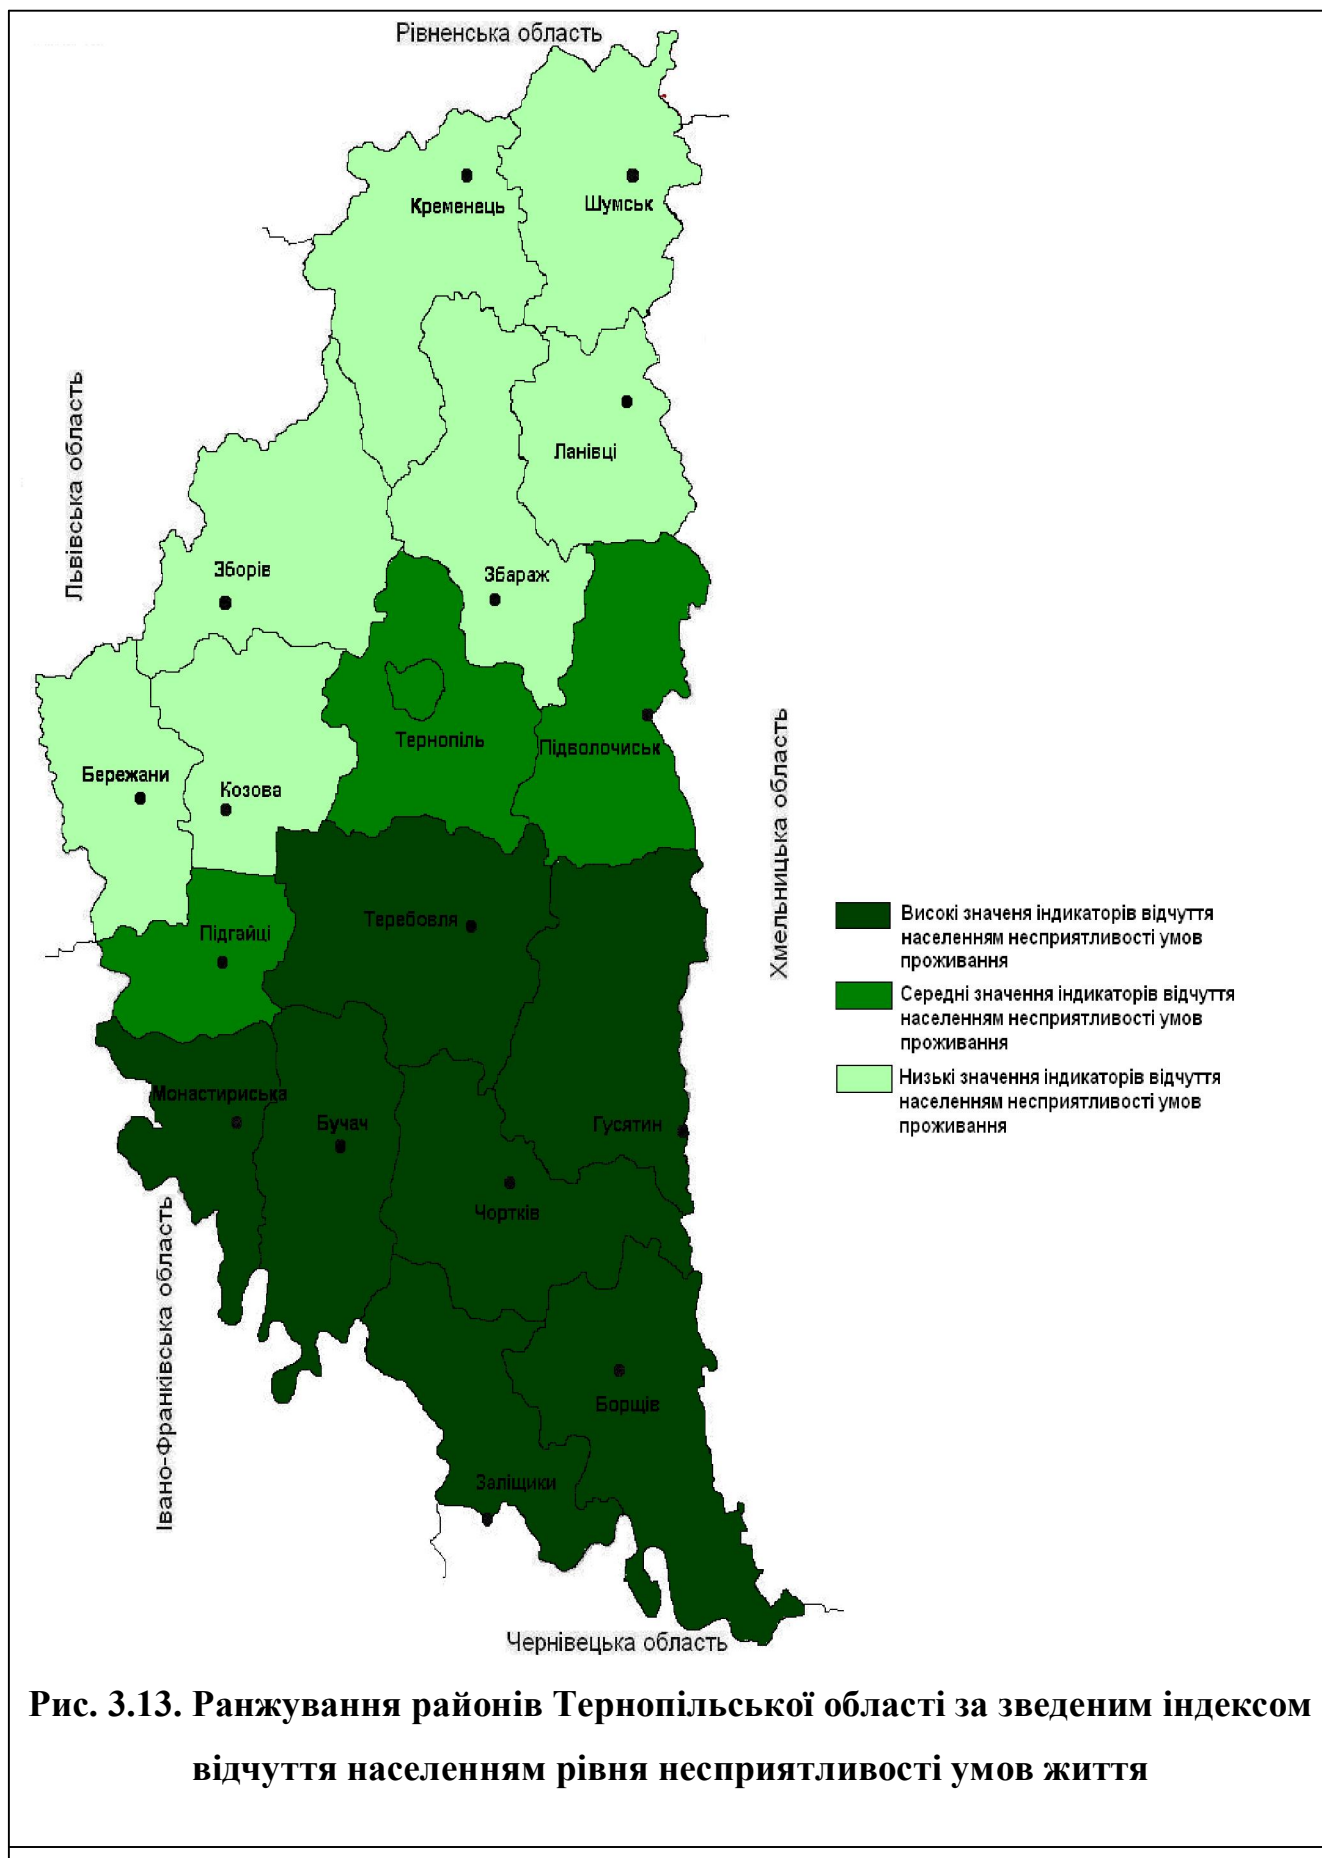 Рівненська область
Кременець
Шумськ
Львівська область
Ланівці
Зборів
Збараж
Тернопіль
Підволочиськ
Хмельницька область
Бережани
Козова
Теребовля
Підгайці
Високі значеня індикаторів відчуття
населенням несприятливості умов
проживання
Середні значення індикаторів відчуття
населенням несприятливості умов
проживання
Низькі значення індикаторів відчуття
населенням несприятливості умов
проживання
Монастириська
Бучач
Гусятин
Чортків
Івано-Франківська область
Борщів
Заліщики
Чернівецька область
Рис. 3.13. Ранжування районів Тернопільської області за зведеним індексом
відчуття населенням рівня несприятливості умов життя